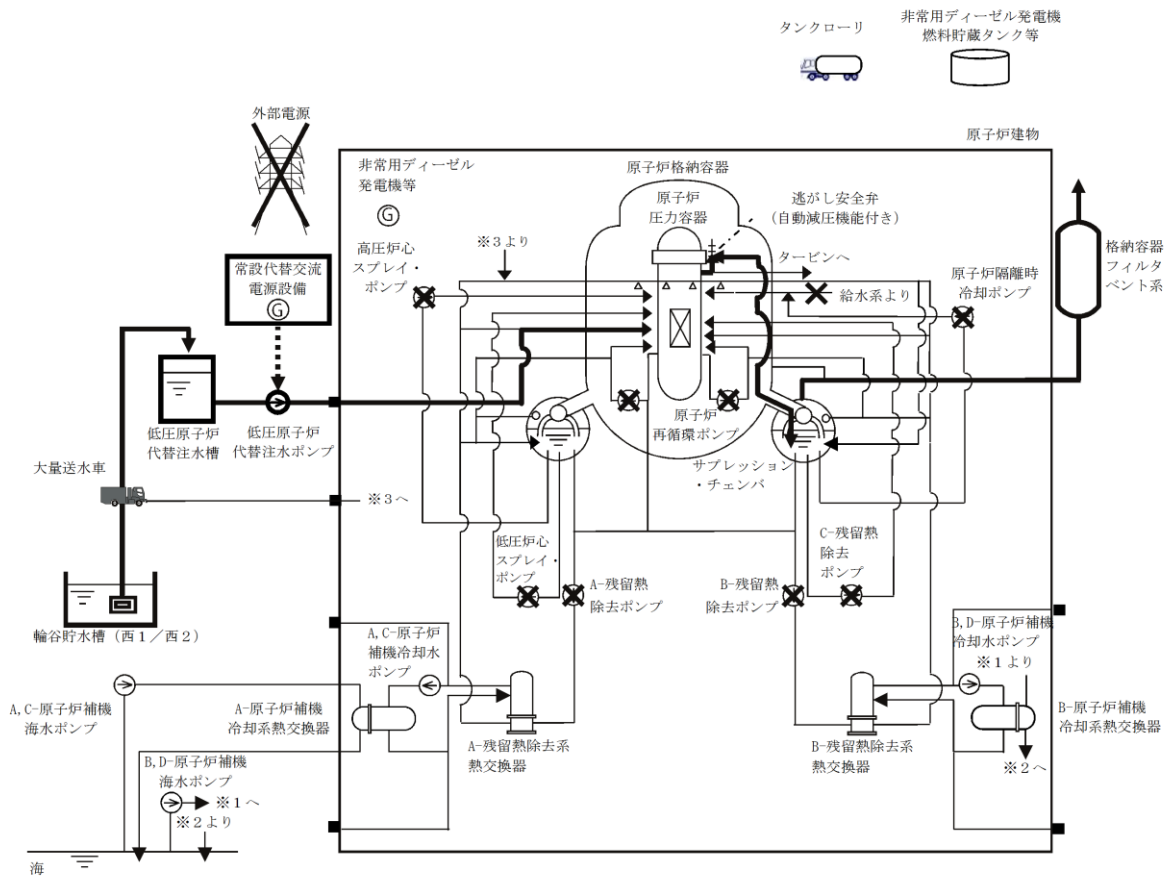 タンクローリ
非常用ディーゼル発電機
燃料貯蔵タンク等
外部電源
原子炉建物
非常用ディーゼル
発電機等
G
原子炉格納容器
原子炉
圧力容器
逃がし安全弁
(自動減圧機能付き)
※3より
高圧炉心
スプレイ・
ポンプ
タービンへ
給水系より
原子炉隔離時
冷却ポンプ
格納容器
フィルタ
ベント系
常設代替交流
電源設備
G
低圧原子炉
代替注水槽
低圧原子炉
代替注水ポンプ
原子炉
再循環ポンプ
サプレッション
・チェンバ
大量送水車
※3へ
低圧炉心
スプレイ・
ポンプ
A-残留熱
除去ポンプ
B-残留熱
除去ポンプ
C-残留熱
除去
ポンプ
輪谷貯水槽(西1/西2)
A,C-原子炉
補機冷却水
ポンプ
B,D-原子炉補機
冷却水ポンプ
※1より
A,C-原子炉補機
海水ポンプ
A-原子炉補機
冷却系熱交換器
B-原子炉補機
冷却系熱交換器
A-残留熱除去系
熱交換器
B-残留熱除去系
熱交換器
※2へ
B,D-原子炉補機
海水ポンプ
※1へ
※2より
海